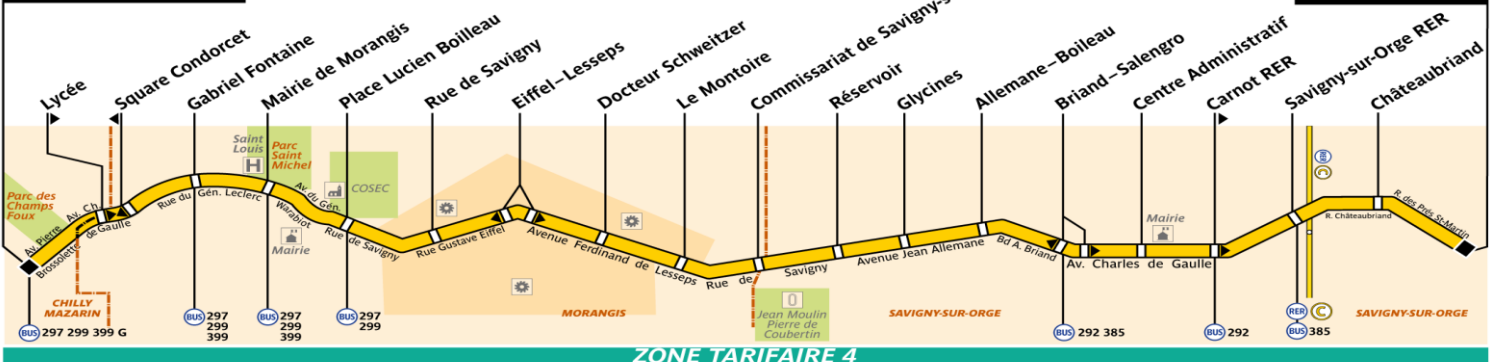 Lycée
Square Condorcet
Gabriel Fontaine
Mairie de Morangis
Place Lucien Boilleau
Rue de Savigny
Eiffel–Lesseps
Docteur Schweitzer
Le Montoire
Commissariat de Savigny-s
Réservoir
Glycines
Allemane–Boileau
Briand–Salengro
Centre Administratif
Carnot RER
Savigny-sur-Orge RER
Châteaubriand
Parc des
Champs
Foux
Saint
Louis
Parc
Saint
Michel
COSEC
Mairie
Mairie
RER
C
Av. Pierre
Brossolette
Av. Ch.
de Gaulle
Rue du Gén. Leclerc
Av. du Gén.
Warabiot
Rue de Savigny
Rue Gustave Eiffel
Avenue Ferdinand de Lesseps
Rue de Savigny
Avenue Jean Allemane
Bd A. Briand
Av. Charles de Gaulle
R. Châteaubriand
R. des Prés St-Martin
CHILLY
MAZARIN
MORANGIS
Jean Moulin
Pierre de
Coubertin
SAVIGNY-SUR-ORGE
SAVIGNY-SUR-ORGE
BUS 297 299 399 G
BUS 297
299
399
BUS 297
299
399
BUS 297
299
BUS 292 385
BUS 292
RER C
BUS 385
ZONE TARIFAIRE 4